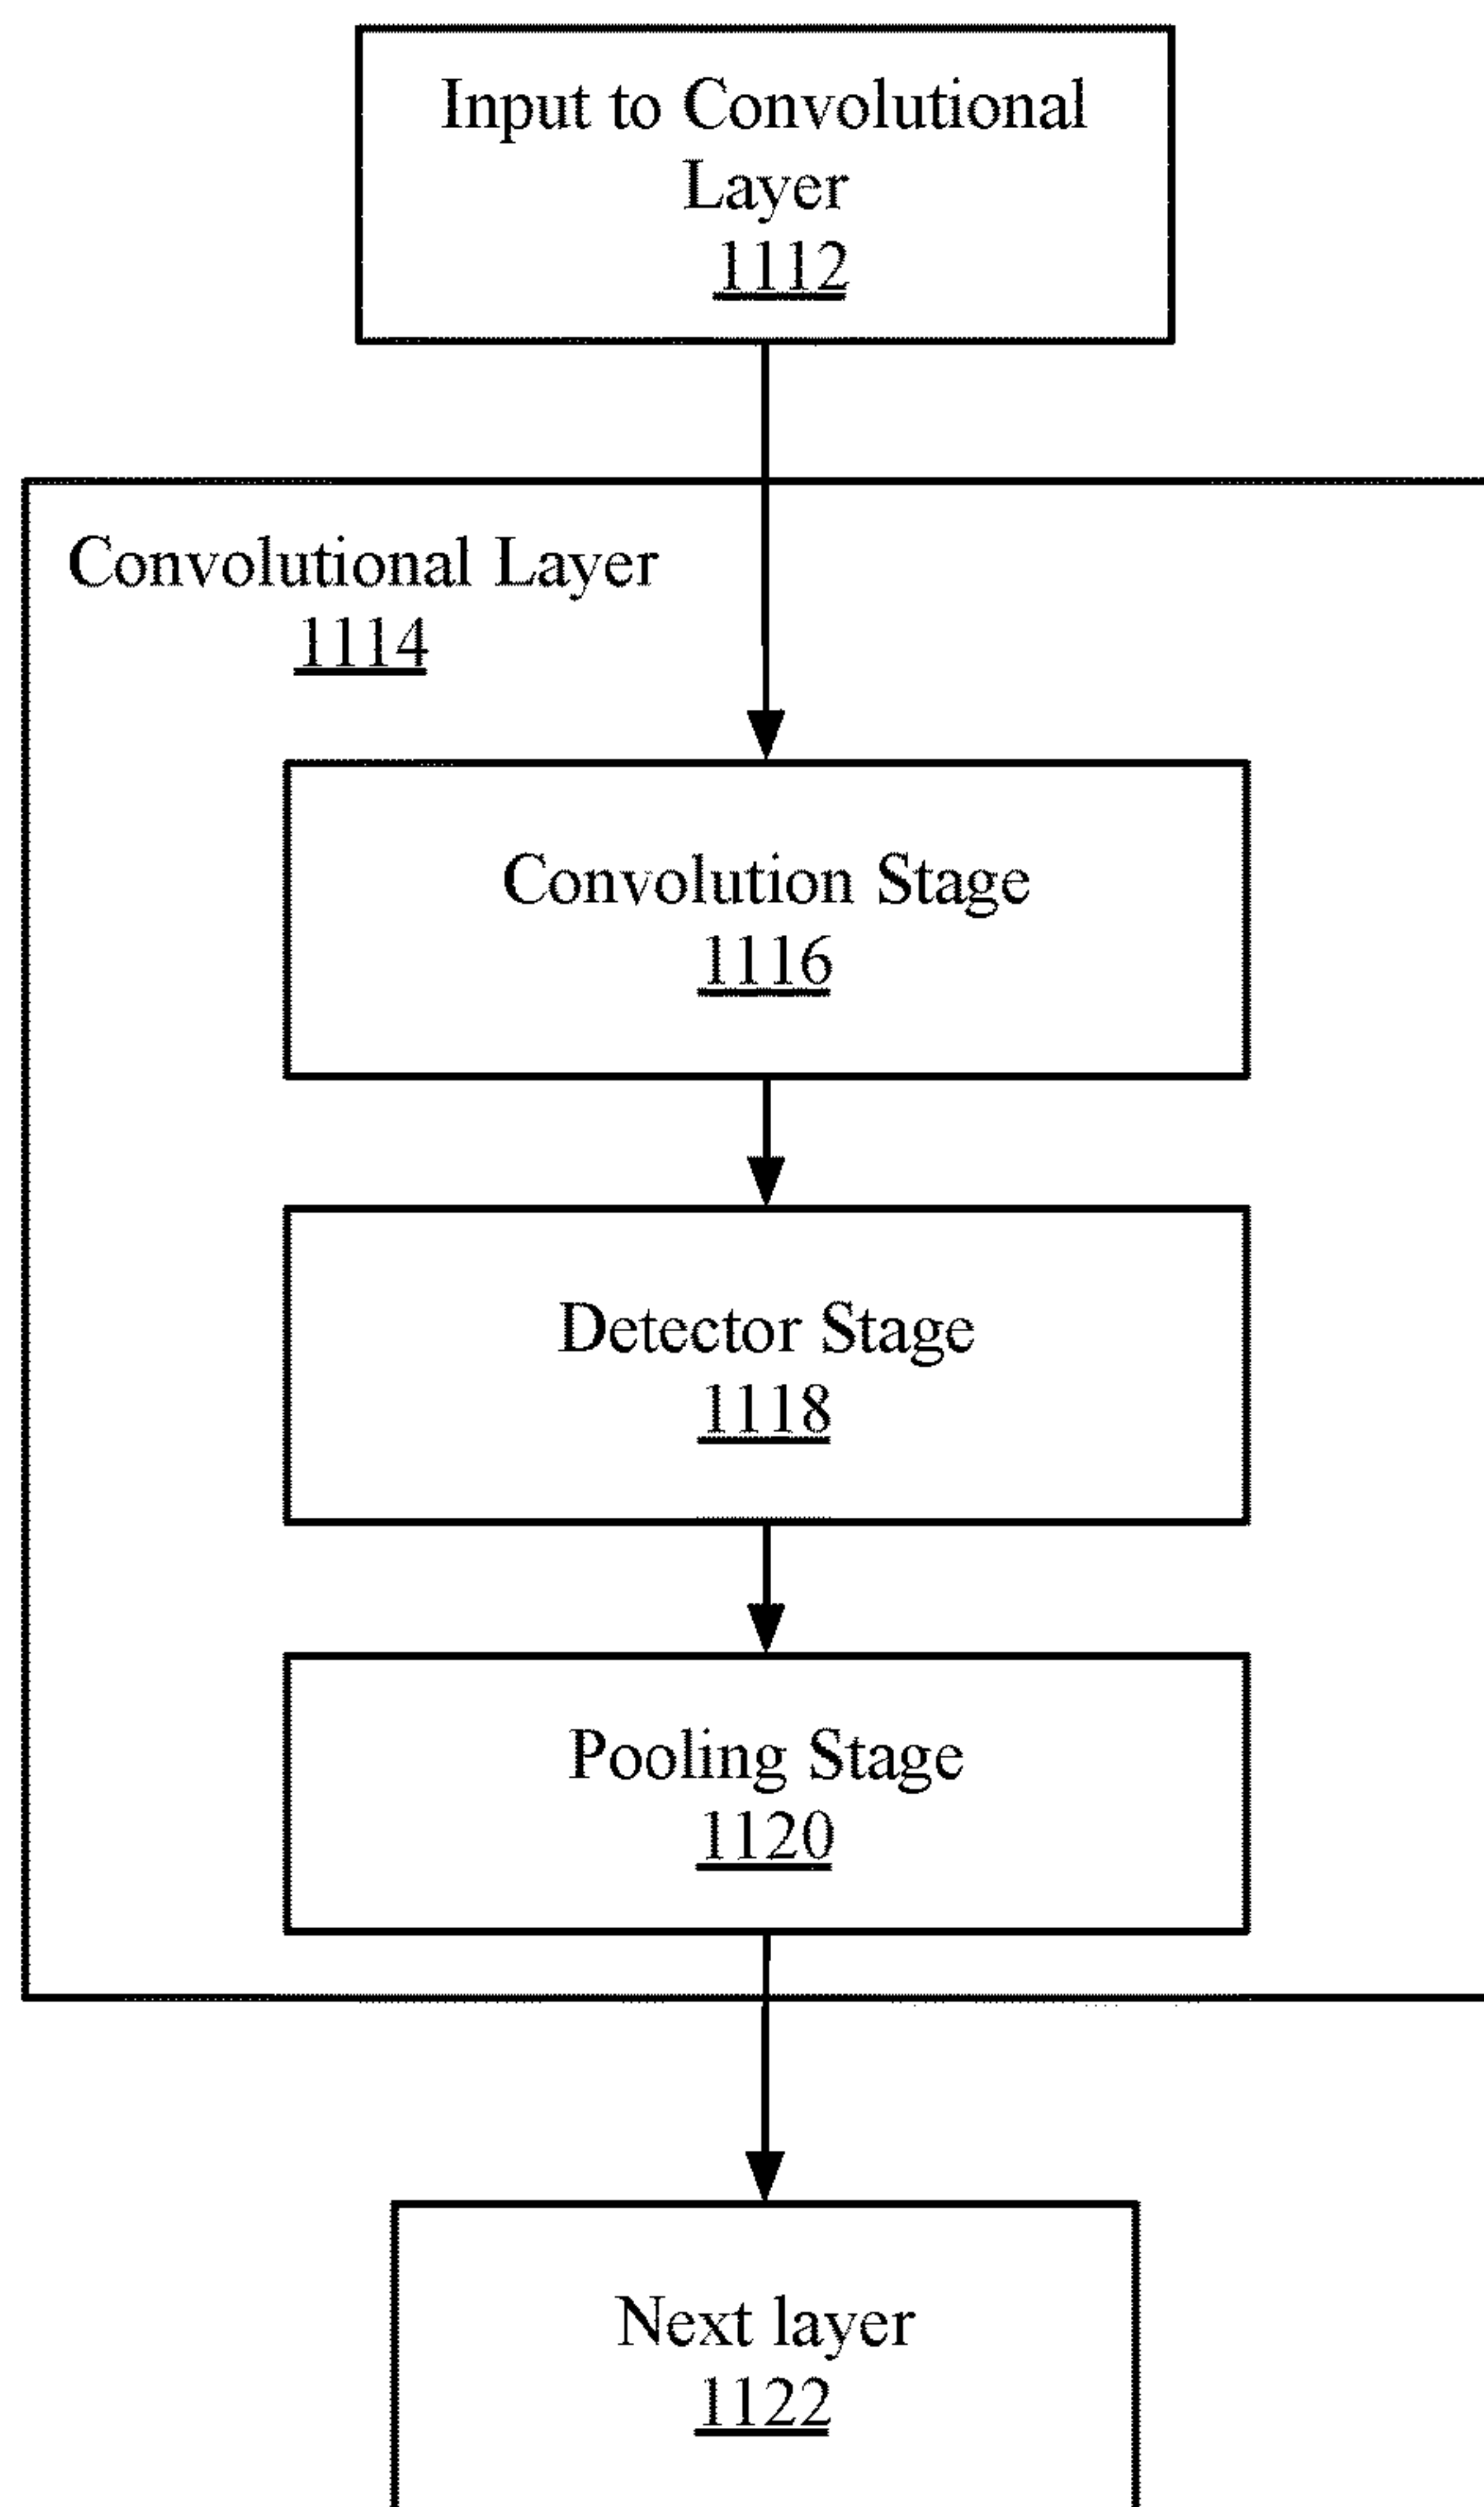 Input to Convolutional
Layer
1112
Convolutional Layer
1114
Convolution Stage
1116
Detector Stage
1118
Pooling Stage
1120
Next layer
1122